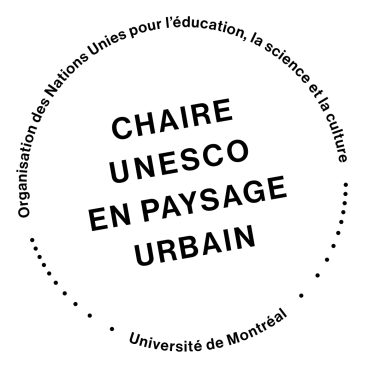 Organisation des Nations Unies pour l'éducation, la science et la culture
CHAIRE
UNESCO
EN PAYSAGE
URBAIN
Université de Montréal